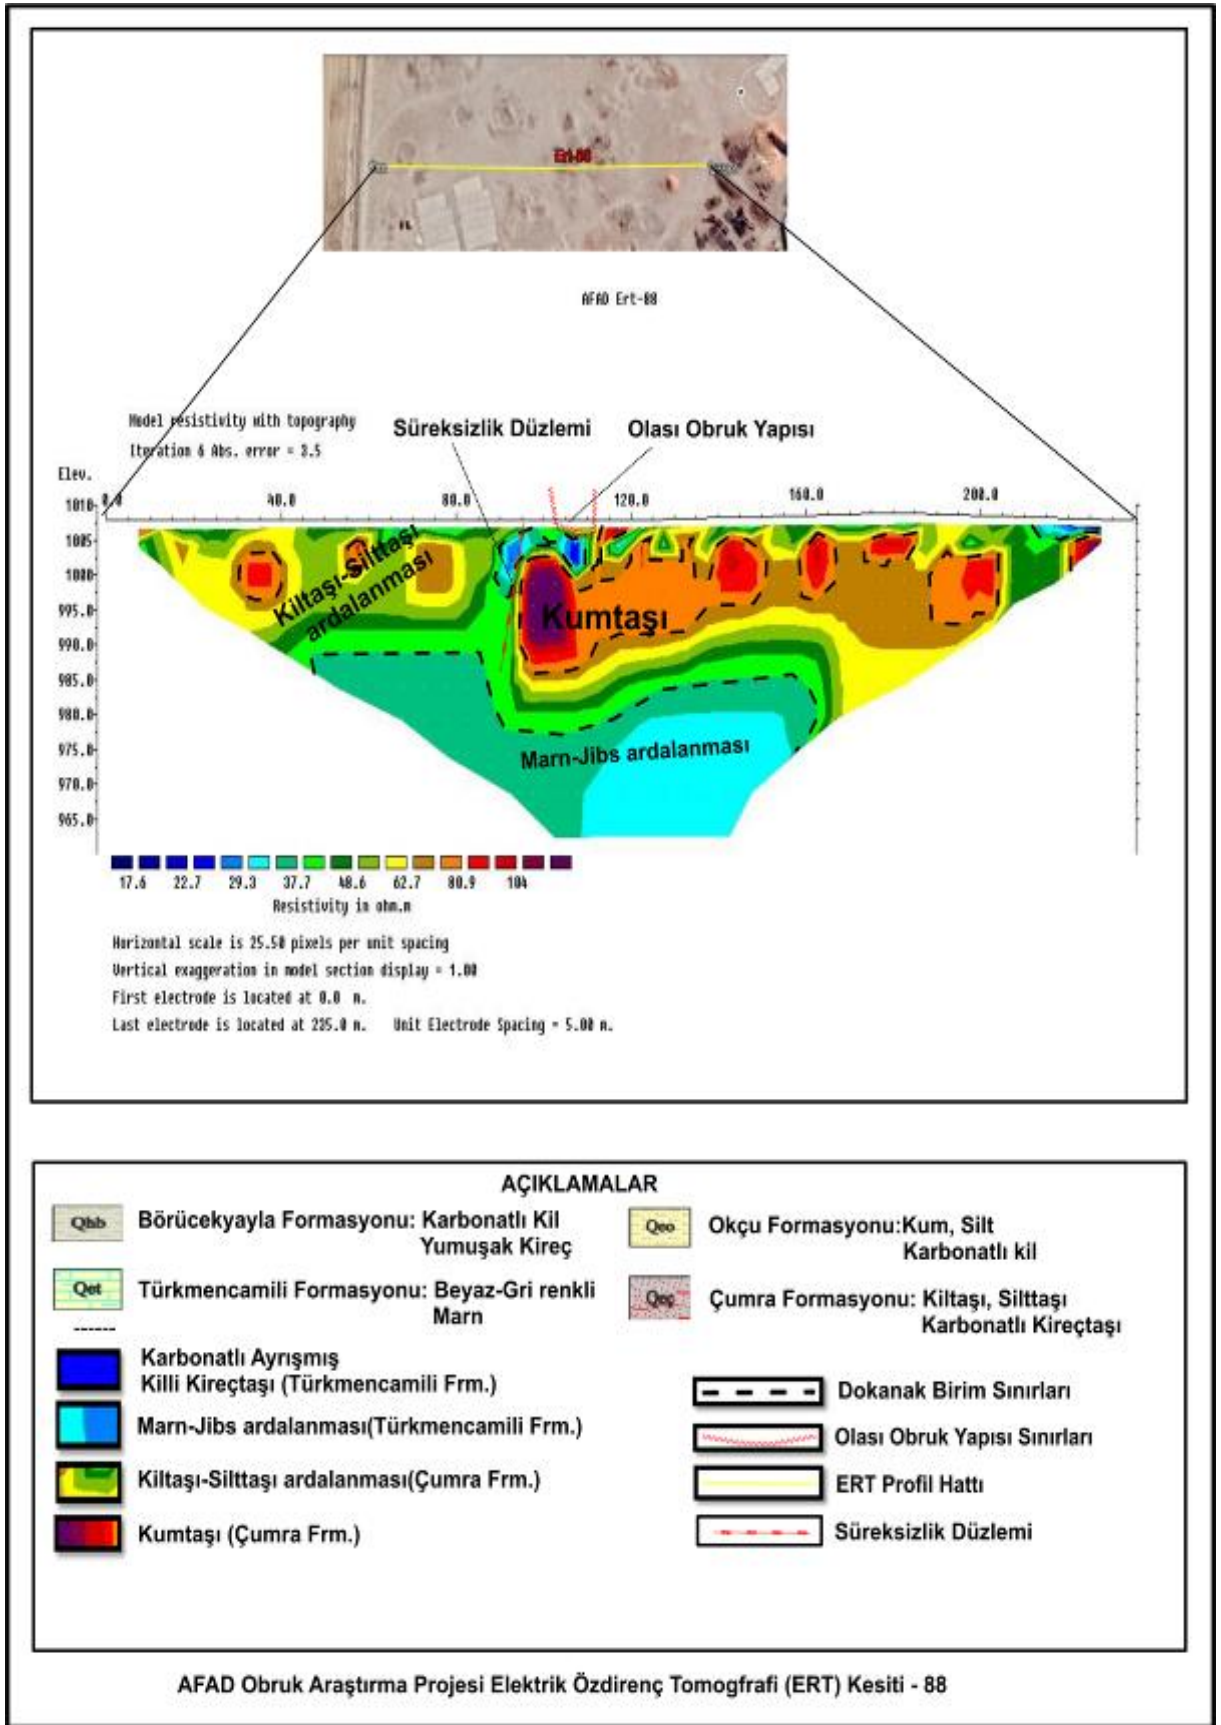 Ert-88
AFAD Ert-88
Model resistivity with topography
Iteration 6 Abs. error = 3.5
Süreksizlik Düzlemi
Olası Obruk Yapısı
Elev.
0.0 40.0 80.0 120.0 160.0 200.0
1010
1005
1000
995.0
990.0
985.0
980.0
975.0
970.0
965.0
Kiltaşı-Silttaşı
ardalanması
Kumtaşı
Marn-Jibs ardalanması
17.6 22.7 29.3 37.7 48.6 62.7 80.9 104
Resistivity in ohm.m
Horizontal scale is 25.50 pixels per unit spacing
Vertical exaggeration in model section display = 1.00
First electrode is located at 0.0 m.
Last electrode is located at 235.0 m. Unit Electrode Spacing = 5.00 m.
AÇIKLAMALAR
Qhb Börücekyayla Formasyonu: Karbonatlı Kil
Yumuşak Kireç
Qet Türkmencamili Formasyonu: Beyaz-Gri renkli
Marn
Karbonatlı Ayrışmış
Killi Kireçtaşı (Türkmencamili Frm.)
Marn-Jibs ardalanması(Türkmencamili Frm.)
Kiltaşı-Silttaşı ardalanması(Çumra Frm.)
Kumtaşı (Çumra Frm.)
Qeo Okçu Formasyonu:Kum, Silt
Karbonatlı kil
Qeç Çumra Formasyonu: Kiltaşı, Silttaşı
Karbonatlı Kireçtaşı
Dokanak Birim Sınırları
Olası Obruk Yapısı Sınırları
ERT Profil Hattı
Süreksizlik Düzlemi
AFAD Obruk Araştırma Projesi Elektrik Özdirenç Tomogfrafi (ERT) Kesiti - 88